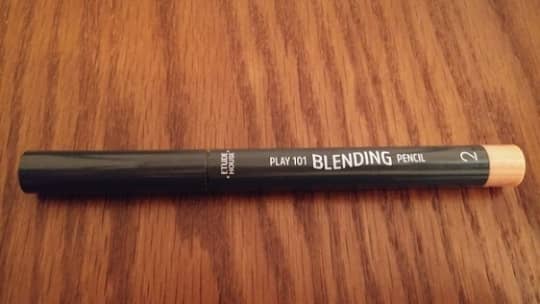 ETUDE
HOUSE
PLAY 101 BLENDING PENCIL
2